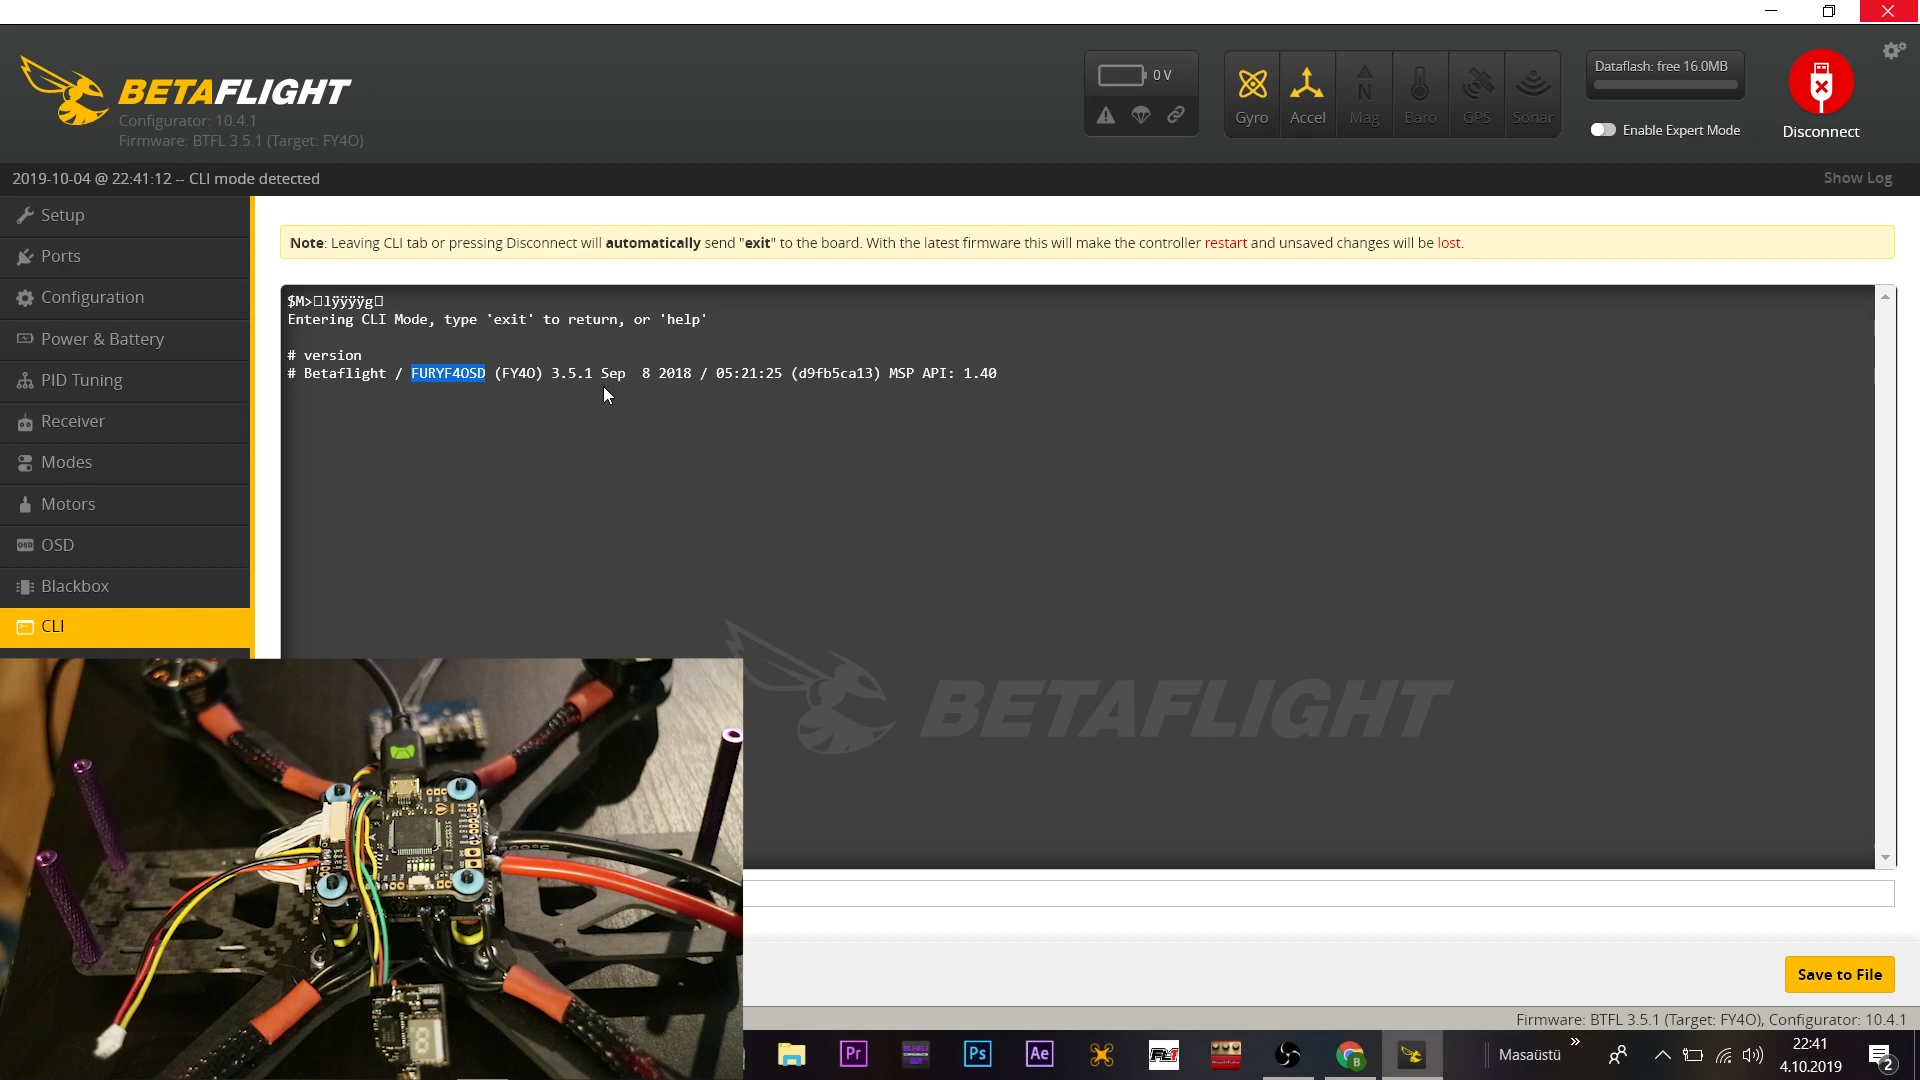 BETAFLIGHT
Configurator: 10.4.1
Firmware: BTFL 3.5.1 (Target: FY4O)
0 V
Gyro
Accel
Mag
Baro
GPS
Sonar
Dataflash: free 16.0MB
Enable Expert Mode
Disconnect
2019-10-04 @ 22:41:12 -- CLI mode detected
Show Log
Setup
Ports
Configuration
Power & Battery
PID Tuning
Receiver
Modes
Motors
OSD
Blackbox
CLI
Note: Leaving CLI tab or pressing Disconnect will automatically send "exit" to the board. With the latest firmware this will make the controller restart and unsaved changes will be lost.
$M>□lÿÿÿÿg□
Entering CLI Mode, type 'exit' to return, or 'help'
# version
# Betaflight / FURYF4OSD (FY4O) 3.5.1 Sep  8 2018 / 05:21:25 (d9fb5ca13) MSP API: 1.40
BETAFLIGHT
Save to File
Firmware: BTFL 3.5.1 (Target: FY4O), Configurator: 10.4.1
Pr
Ps
Ae
B
Masaüstü
»
22:41
4.10.2019
2